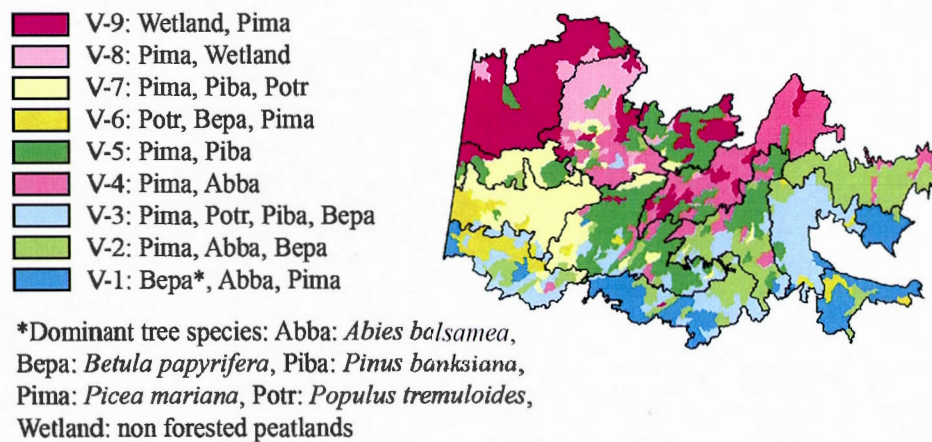 V-9: Wetland, Pima
V-8: Pima, Wetland
V-7: Pima, Piba, Potr
V-6: Potr, Bepa, Pima
V-5: Pima, Piba
V-4: Pima, Abba
V-3: Pima, Potr, Piba, Bepa
V-2: Pima, Abba, Bepa
V-1: Bepa*, Abba, Pima
*Dominant tree species: Abba: Abies balsamea,
Bepa: Betula papyrifera, Piba: Pinus banksiana,
Pima: Picea mariana, Potr: Populus tremuloides,
Wetland: non forested peatlands